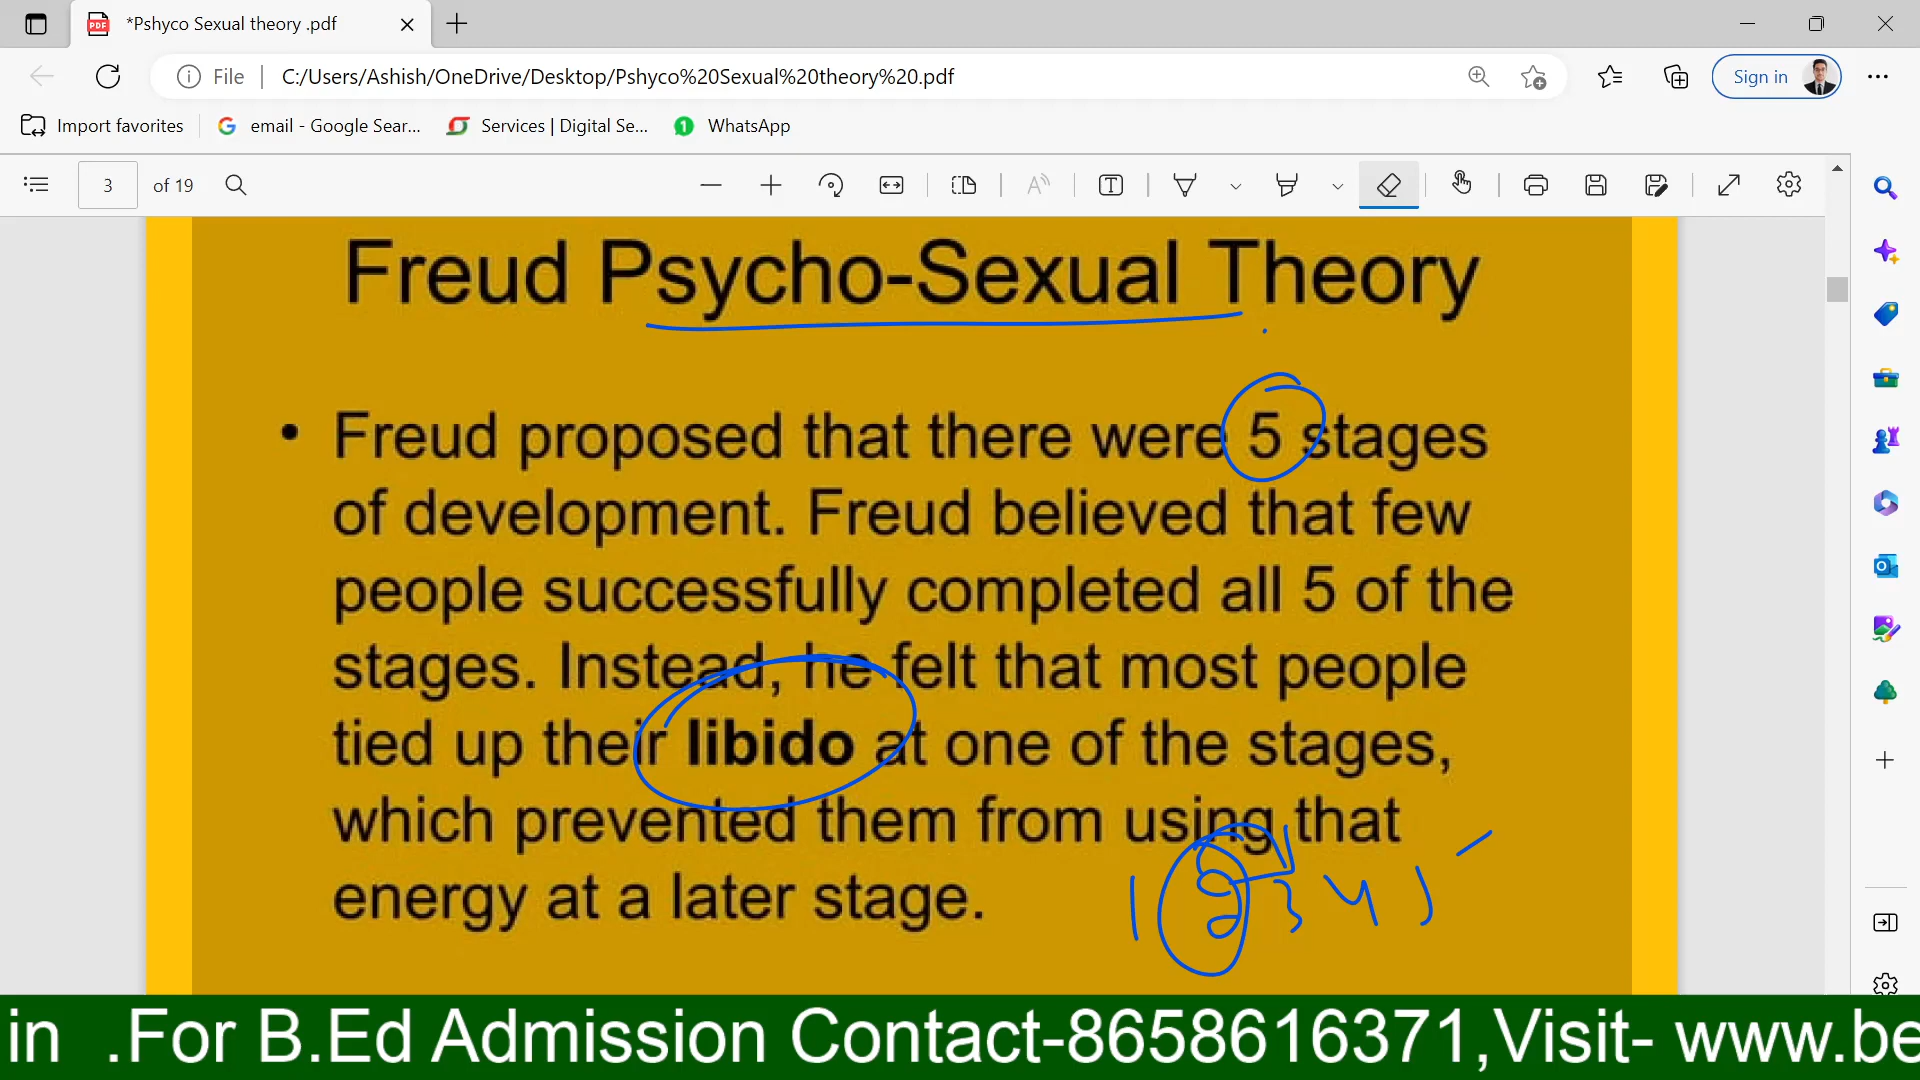 *Pshyco Sexual theory .pdf
File
C:/Users/Ashish/OneDrive/Desktop/Pshyco%20Sexual%20theory%20.pdf
Sign in
Import favorites
email - Google Sear...
Services | Digital Se...
WhatsApp
3 of 19
Freud Psycho-Sexual Theory
• Freud proposed that there were 5 stages
of development. Freud believed that few
people successfully completed all 5 of the
stages. Instead, he felt that most people
tied up their libido at one of the stages,
which prevented them from using that
energy at a later stage.
1 2 3 4 5
in .For B.Ed Admission Contact-8658616371,Visit- www.be